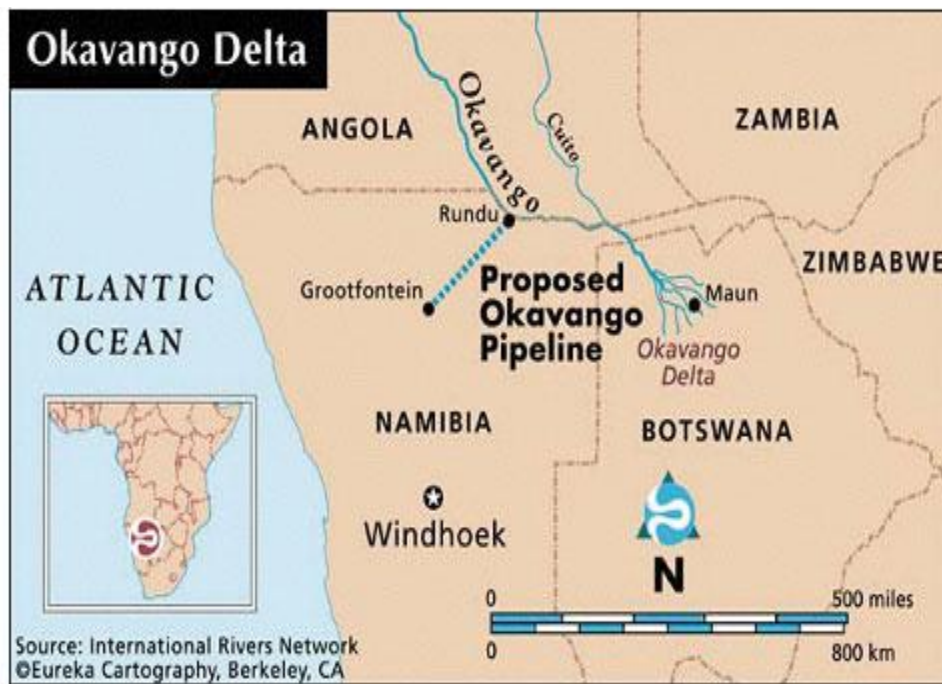 Okavango Delta
ANGOLA
Okavango
Cuito
ZAMBIA
Rundu
ZIMBABWE
Grootfontein
Proposed
Okavango
Pipeline
Maun
ATLANTIC
OCEAN
Okavango
Delta
NAMIBIA
BOTSWANA
Windhoek
N
0
500 miles
0
800 km
Source: International Rivers Network
©Eureka Cartography, Berkeley, CA